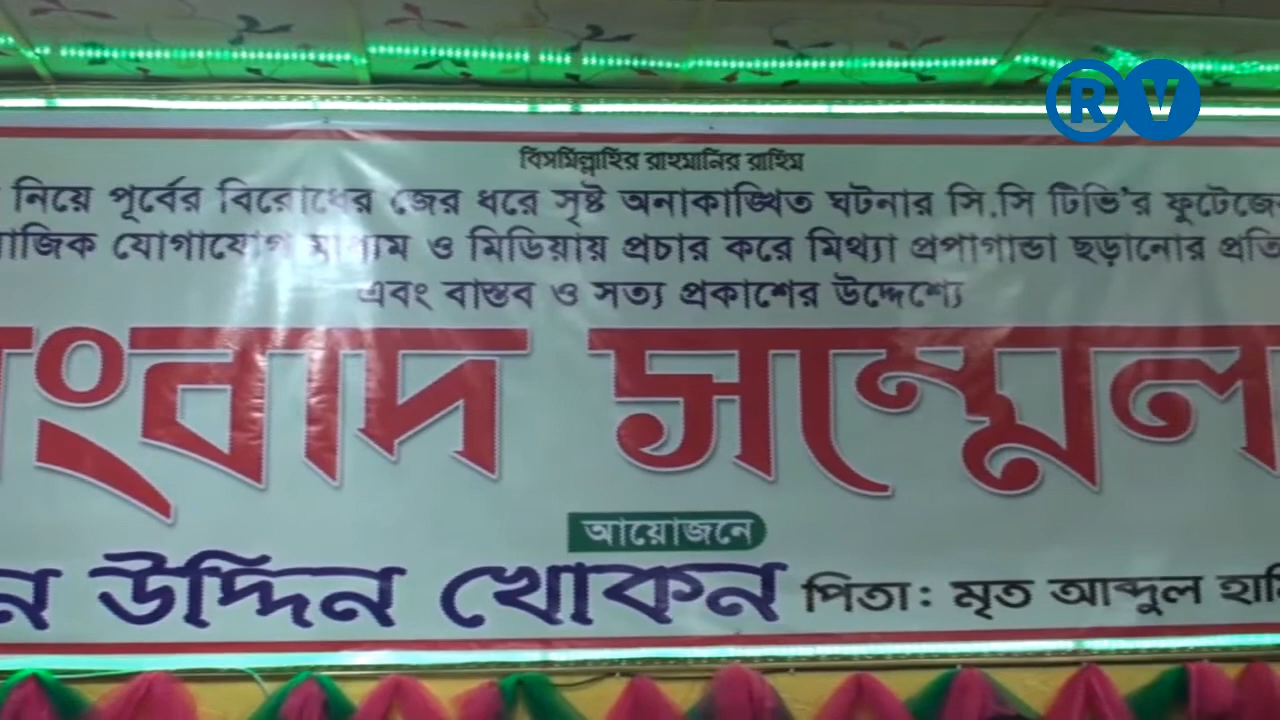 RV
বিসমিল্লাহির রাহমানির রাহিম
নিয়ে পূর্বের বিরোধের জের ধরে সৃষ্ট অনাকাঙ্খিত ঘটনার সি.সি টিভি'র ফুটেজে
যোগাযোগ মাধ্যম ও মিডিয়ায় প্রচার করে মিথ্যা প্রপাগান্ডা ছড়ানোর
এবং বাস্তব ও সত্য প্রকাশের উদ্দেশ্যে
সংবাদ সম্মেল
আয়োজনে
উদ্দিন খোকন পিতা: মৃত আব্দুল